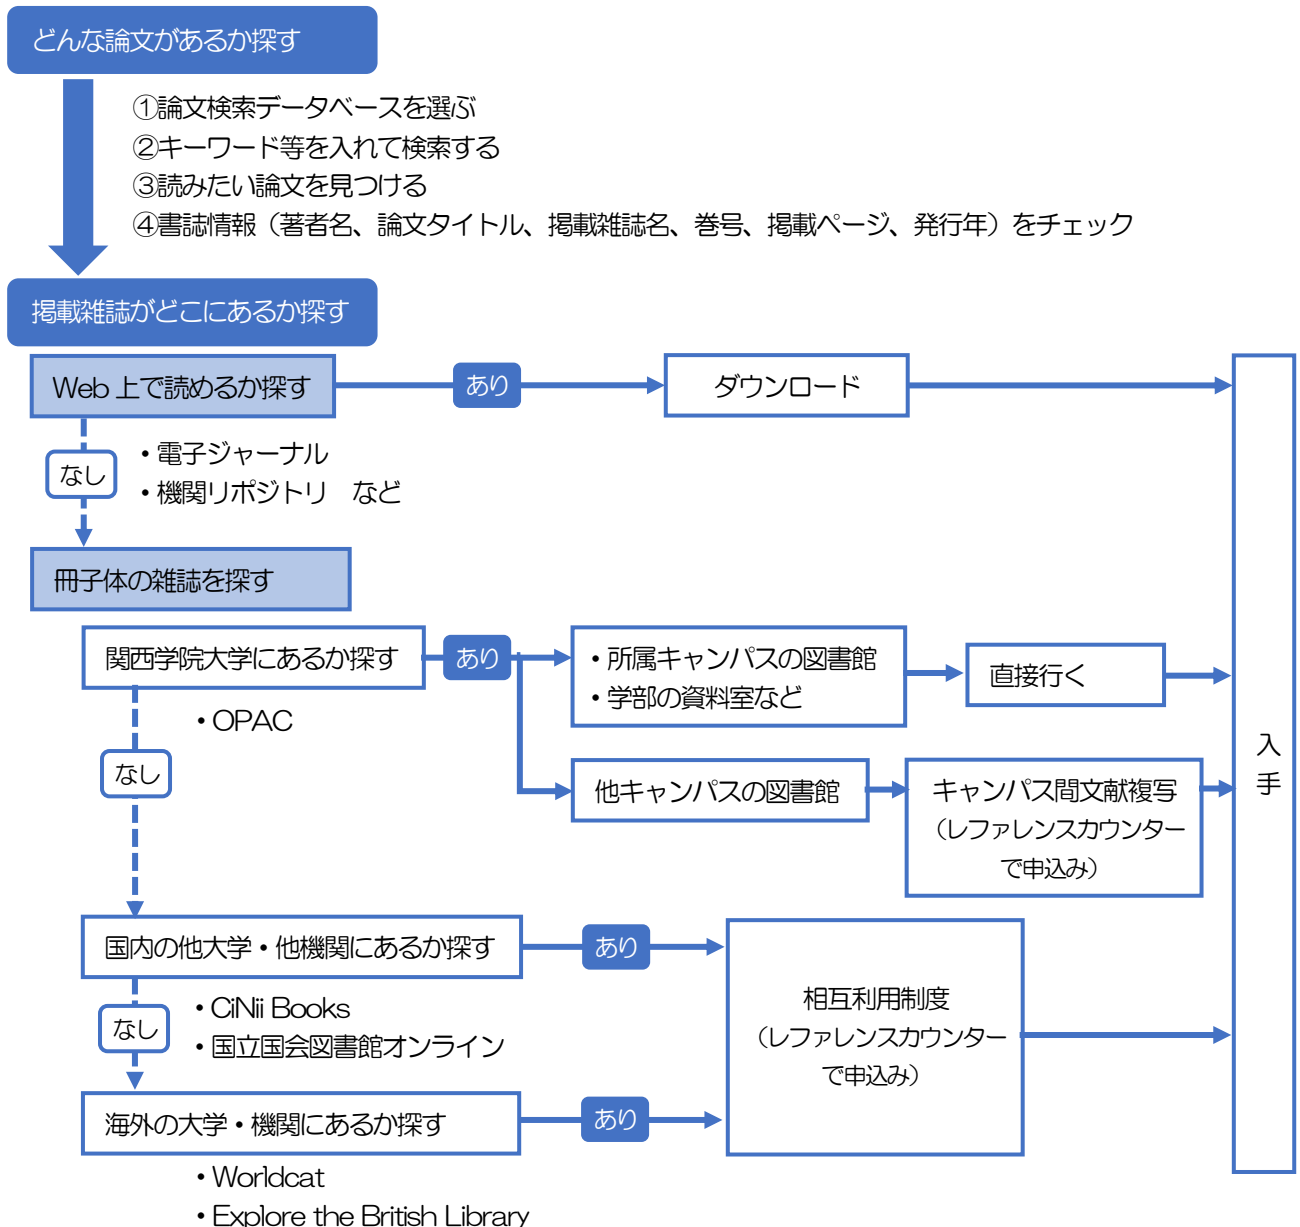 どんな論文があるか探す
①論文検索データベースを選ぶ
②キーワード等を入れて検索する
③読みたい論文を見つける
④書誌情報（著者名、論文タイトル、掲載雑誌名、巻号、掲載ページ、発行年）をチェック
掲載雑誌がどこにあるか探す
Web 上で読めるか探す
あり
ダウンロード
・電子ジャーナル
・機関リポジトリ　など
なし
冊子体の雑誌を探す
関西学院大学にあるか探す
あり
・所属キャンパスの図書館
・学部の資料室など
直接行く
・OPAC
なし
他キャンパスの図書館
キャンパス間文献複写
（レファレンスカウンター
で申込み）
入
手
国内の他大学・他機関にあるか探す
あり
相互利用制度
（レファレンスカウンター
で申込み）
・CiNii Books
・国立国会図書館オンライン
なし
海外の大学・機関にあるか探す
あり
・Worldcat
・Explore the British Library